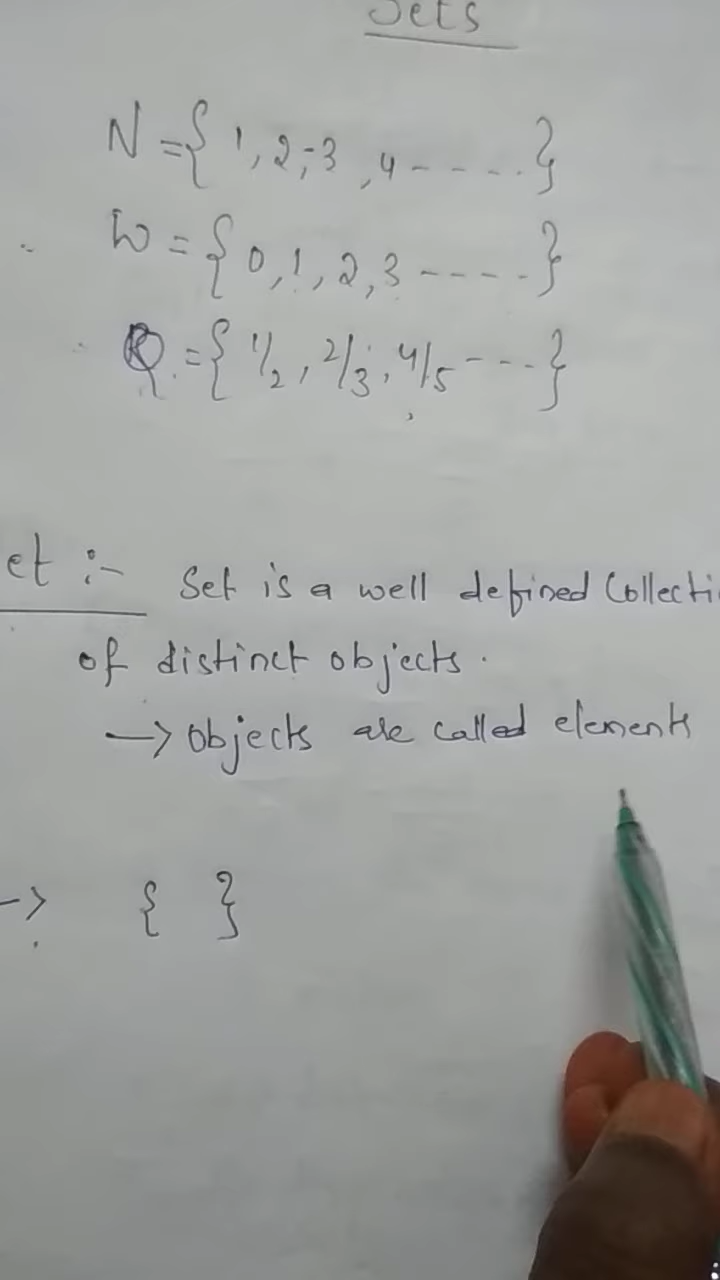 Sets
N = { 1, 2, 3, 4 - - - - . }
W = { 0, 1, 2, 3 - - - - - }
Q = { 1/2, 2/3, 4/5 - - - }
et :- Set is a well defined Collecti
of distinct objects.
→ objects are called elements
→ { }